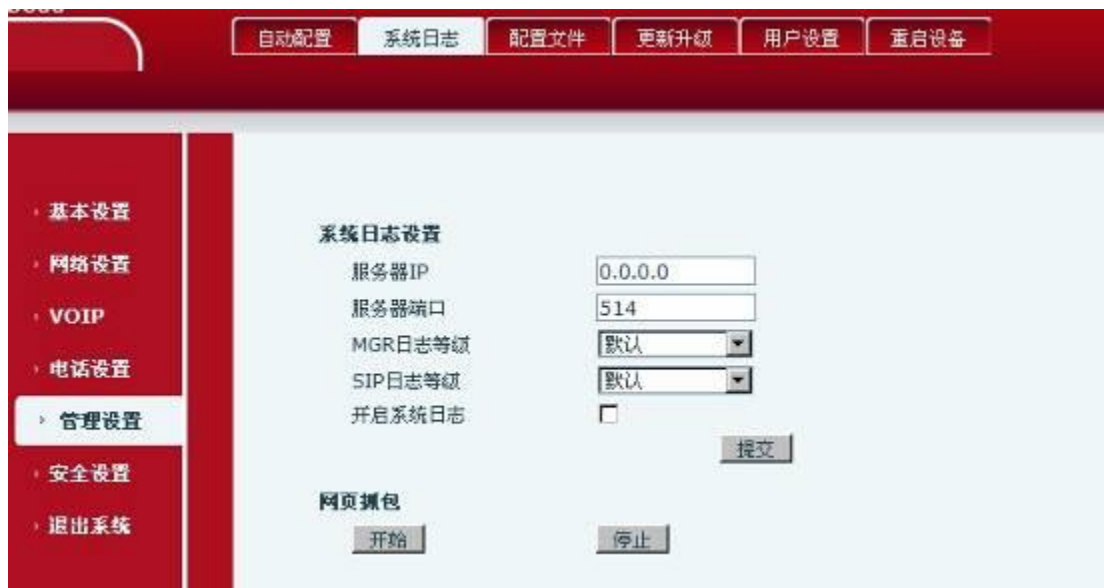 自动配置 系统日志 配置文件 更新升级 用户设置 重启设备
基本设置
网络设置
VOIP
电话设置
管理设置
安全设置
退出系统
系统日志设置
服务器IP 0.0.0.0
服务器端口 514
MGR日志等级 默认
SIP日志等级 默认
开启系统日志
提交
网页抓包
开始 停止